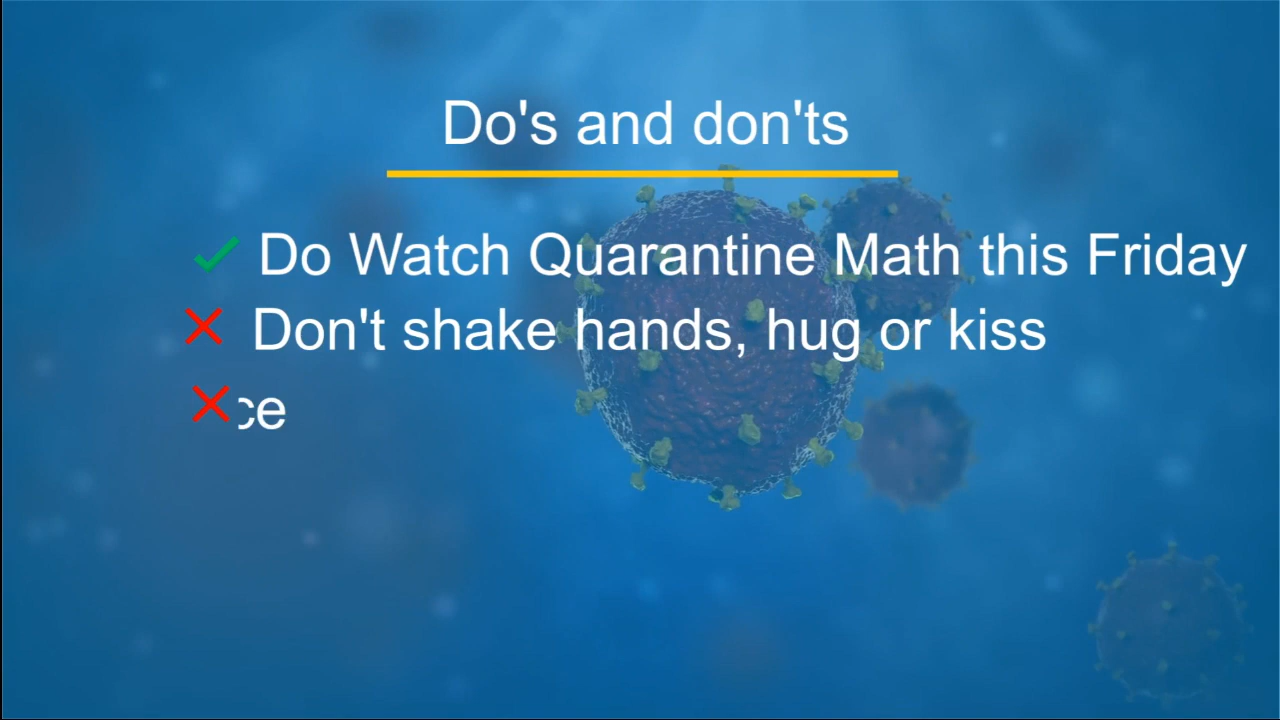 Do's and don'ts
Do Watch Quarantine Math this Friday
Don't shake hands, hug or kiss
ce